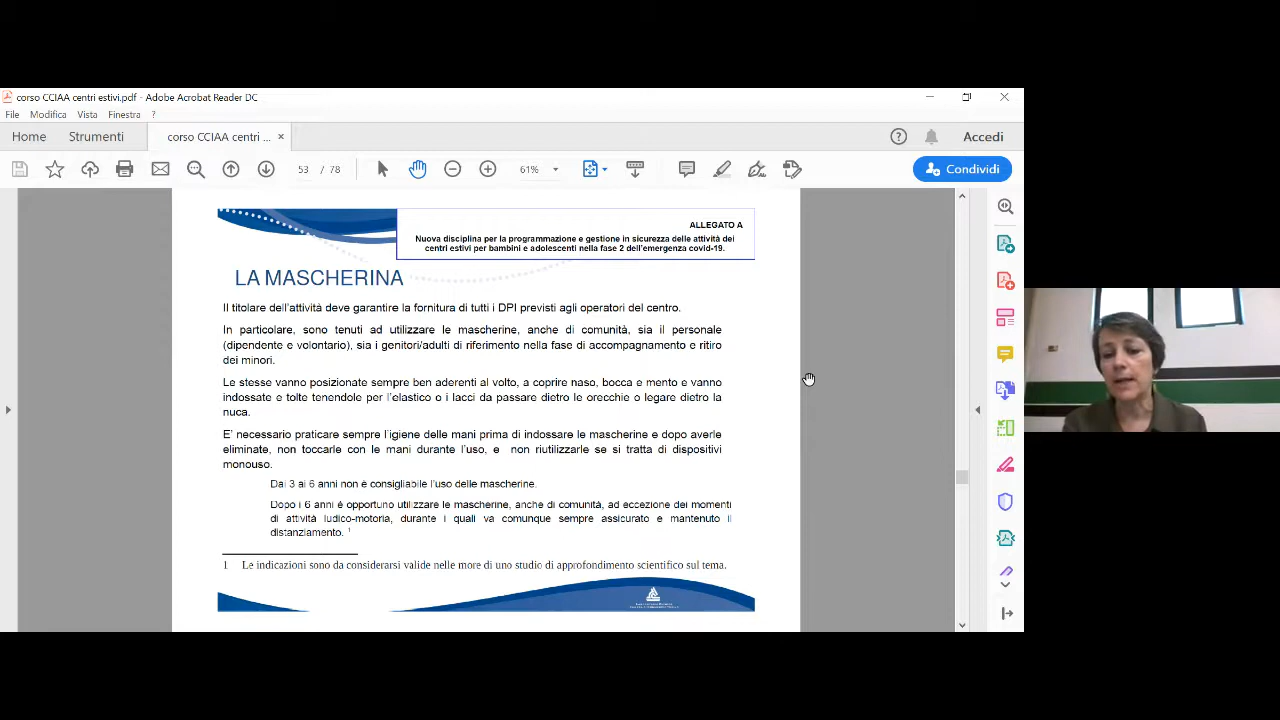 corso CCIAA centri estivi.pdf - Adobe Acrobat Reader DC
File Modifica Vista Finestra ?
Home Strumenti corso CCIAA centri ... × Accedi
53 / 78 61% Condividi
ALLEGATO A
Nuova disciplina per la programmazione e gestione in sicurezza delle attività dei
centri estivi per bambini e adolescenti nella fase 2 dell'emergenza covid-19.
LA MASCHERINA
Il titolare dell'attività deve garantire la fornitura di tutti i DPI previsti agli operatori del centro.
In particolare, sono tenuti ad utilizzare le mascherine, anche di comunità, sia il personale
(dipendente e volontario), sia i genitori/adulti di riferimento nella fase di accompagnamento e ritiro
dei minori.
Le stesse vanno posizionate sempre ben aderenti al volto, a coprire naso, bocca e mento e vanno
indossate e tolte tenendole per l'elastico o i lacci da passare dietro le orecchie o legare dietro la
nuca.
E' necessario praticare sempre l'igiene delle mani prima di indossare le mascherine e dopo averle
eliminate, non toccarle con le mani durante l'uso, e non riutilizzarle se si tratta di dispositivi
monouso.
Dai 3 ai 6 anni non è consigliabile l'uso delle mascherine.
Dopo i 6 anni è opportuno utilizzare le mascherine, anche di comunità, ad eccezione dei momenti
di attività ludico-motoria, durante i quali va comunque sempre assicurato e mantenuto il
distanziamento. 1
1 Le indicazioni sono da considerarsi valide nelle more di uno studio di approfondimento scientifico sul tema.